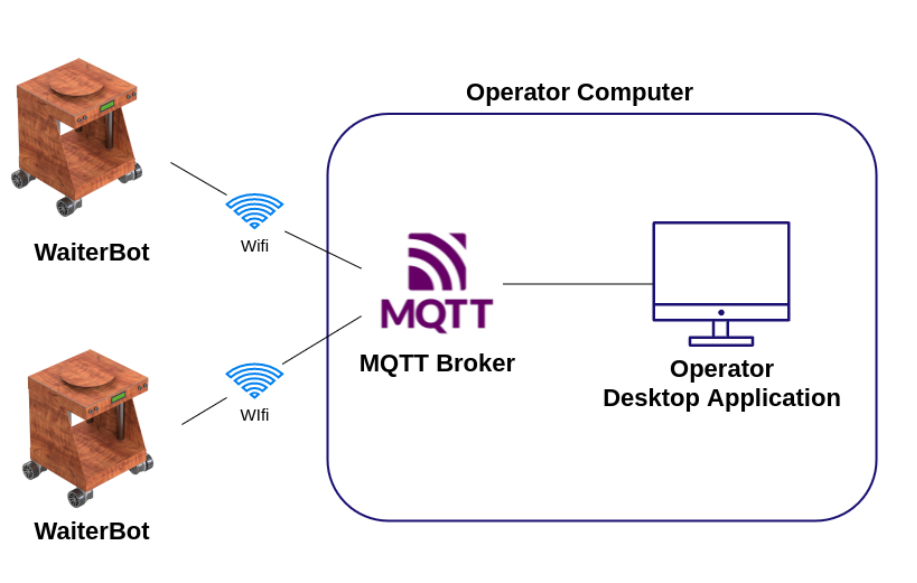 Operator Computer
WaiterBot
Wifi
MQTT
MQTT Broker
Operator
Desktop Application
WIfi
WaiterBot